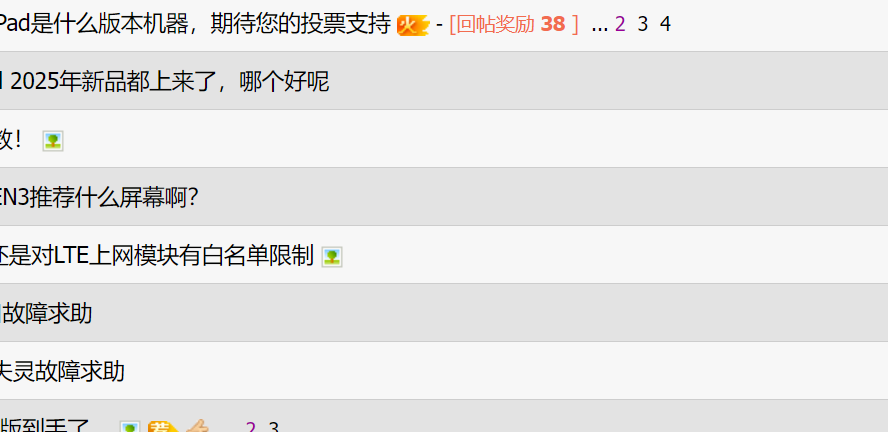 Pad是什么版本机器，期待您的投票支持 火 - [回帖奖励 38 ] ... 2 3 4
2025年新品都上来了，哪个好呢
数！
EN3推荐什么屏幕啊？
还是对LTE上网模块有白名单限制
故障求助
失灵故障求助
版到手了 荐 ... 2 3